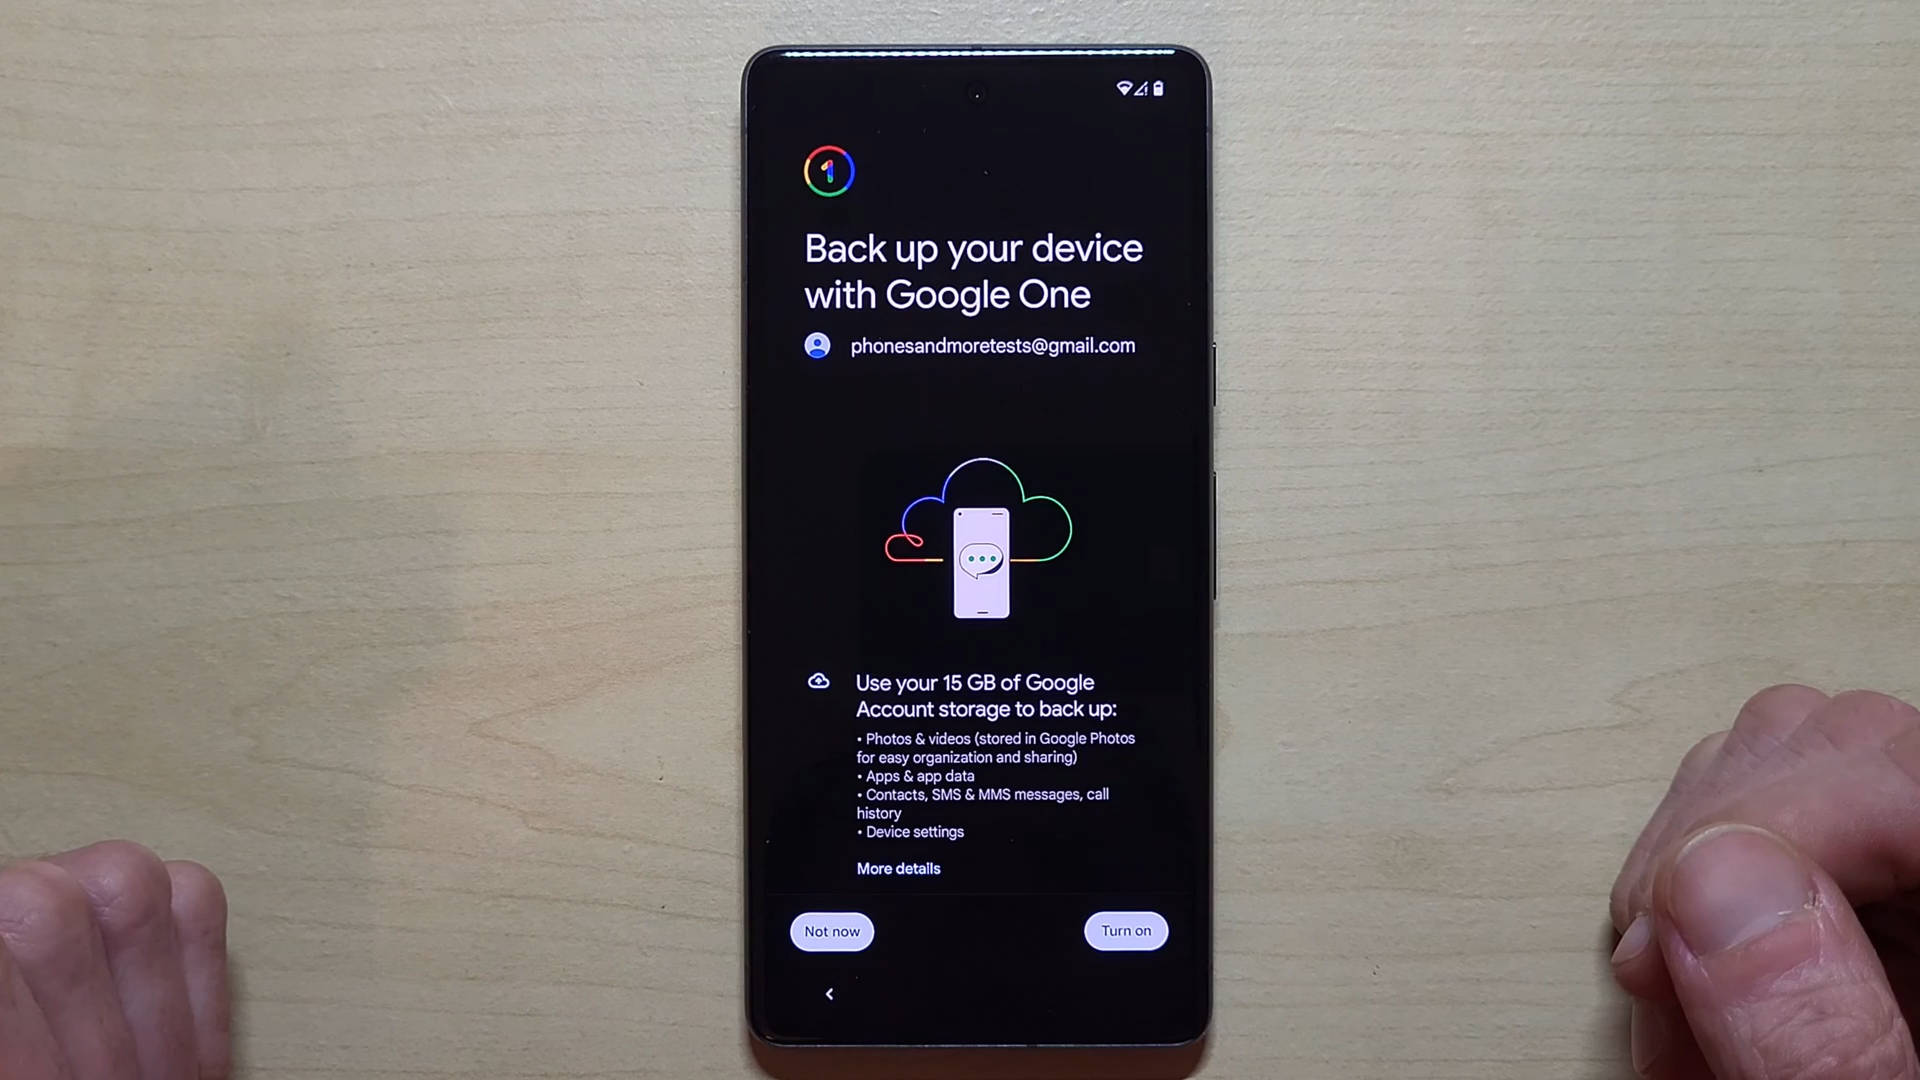 1
Back up your device
with Google One
phonesandmoretests@gmail.com
Use your 15 GB of Google
Account storage to back up:
• Photos & videos (stored in Google Photos
for easy organization and sharing)
• Apps & app data
• Contacts, SMS & MMS messages, call
history
• Device settings
More details
Not now
Turn on